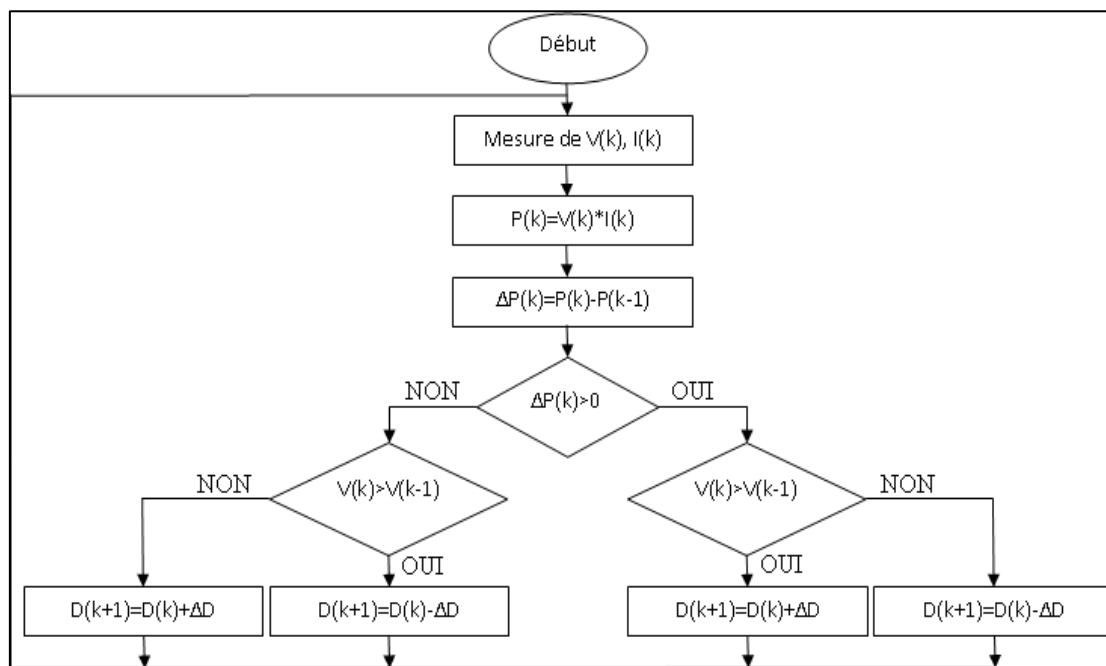 Début
Mesure de V(k), I(k)
P(k)=V(k)*I(k)
ΔP(k)=P(k)-P(k-1)
NON
ΔP(k)>0
OUI
NON
V(k)>V(k-1)
V(k)>V(k-1)
NON
OUI
OUI
D(k+1)=D(k)+ΔD
D(k+1)=D(k)-ΔD
D(k+1)=D(k)+ΔD
D(k+1)=D(k)-ΔD